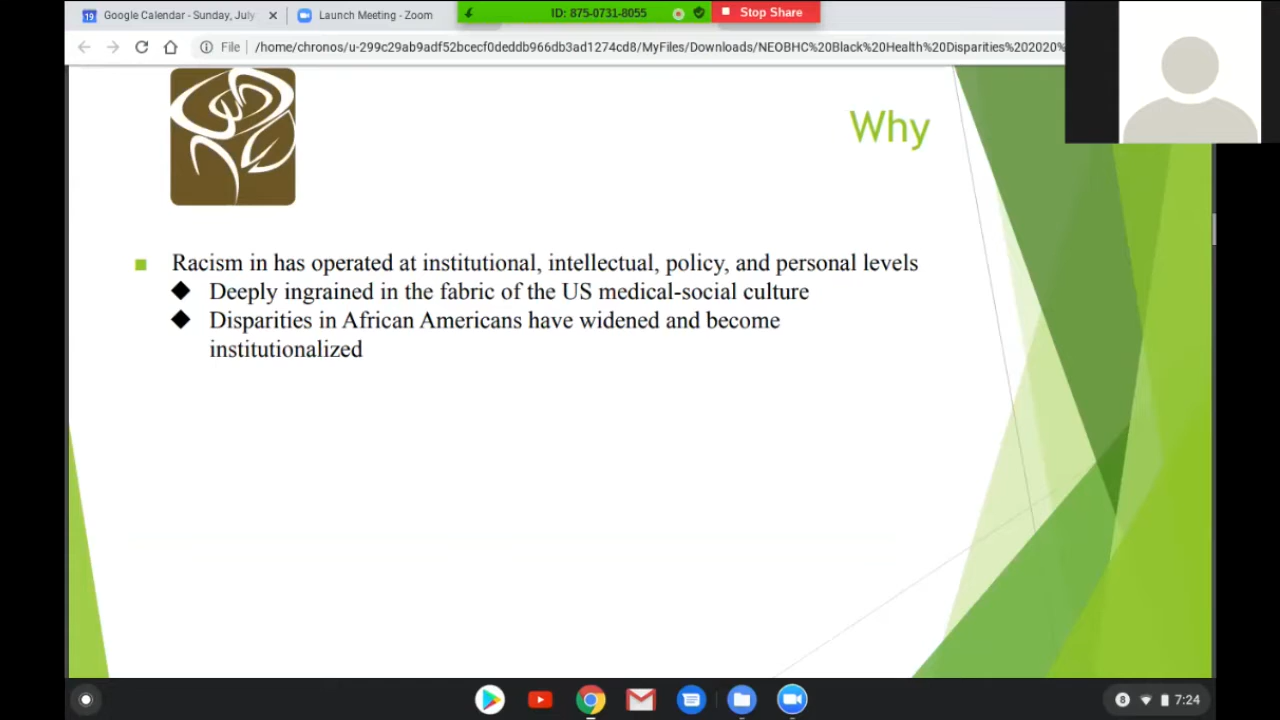 19 Google Calendar - Sunday, July
Launch Meeting - Zoom
ID: 875-0731-8055
Stop Share
File
/home/chronos/u-299c29ab9adf52bcecf0deddb966db3ad1274cd8/MyFiles/Downloads/NEOBHC%20Black%20Health%20Disparities%202020%
Why
Racism in has operated at institutional, intellectual, policy, and personal levels
Deeply ingrained in the fabric of the US medical-social culture
Disparities in African Americans have widened and become
institutionalized
8 7:24